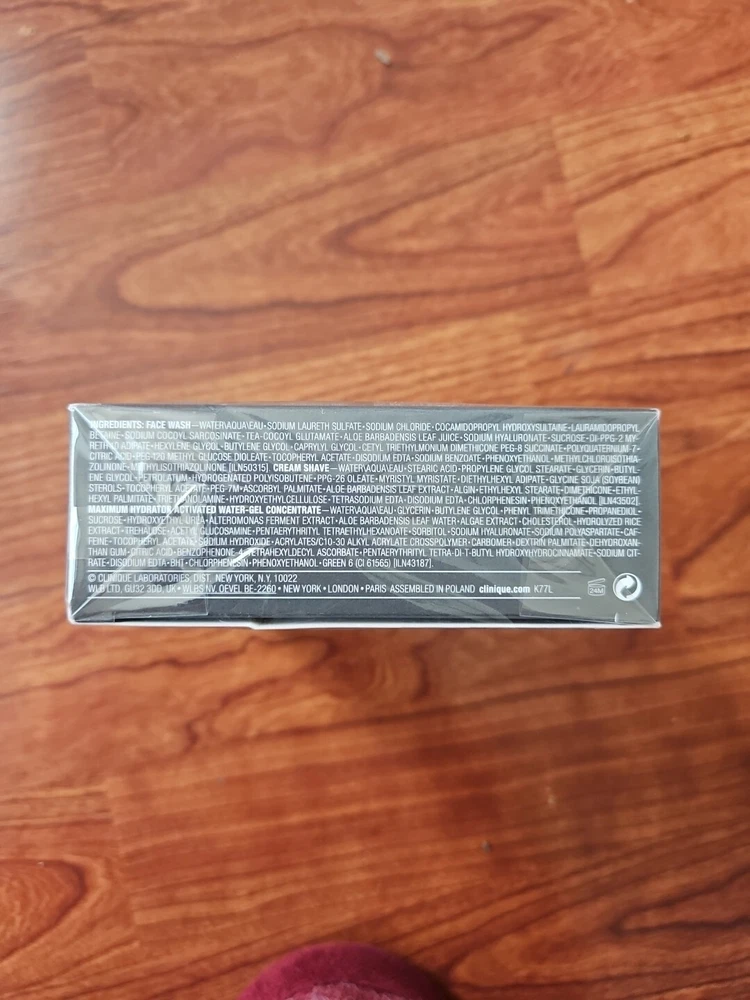 INGREDIENTS: FACE WASH – WATER\AQUA\EAU • SODIUM LAURETH SULFATE • SODIUM CHLORIDE • COCAMIDOPROPYL HYDROXYSULTAINE • LAURAMIDOPROPYL
BETAINE • SODIUM COCOYL SARCOSINATE • TEA-COCOYL GLUTAMATE • ALOE BARBADENSIS LEAF JUICE • SODIUM HYALURONATE • SUCROSE • DI-PPG-2 MY-
RETH-10 ADIPATE • HEXYLENE GLYCOL • BUTYLENE GLYCOL • CAPRYLYL GLYCOL • CETYL TRIETHYLMONIUM DIMETHICONE PEG-8 SUCCINATE • POLYQUATERNIUM-7 •
CITRIC ACID • PEG-120 METHYL GLUCOSE DIOLEATE • TOCOPHERYL ACETATE • DISODIUM EDTA • SODIUM BENZOATE • PHENOXYETHANOL • METHYLCHLOROISOTHIA-
ZOLINONE • METHYLISOTHIAZOLINONE [ILN50315]. CREAM SHAVE – WATER\AQUA\EAU • STEARIC ACID • PROPYLENE GLYCOL STEARATE • GLYCERIN • BUTY-
ENE GLYCOL • PETROLATUM • HYDROGENATED POLYISOBUTENE • PPG-26 OLEATE • MYRISTYL MYRISTATE • DIETHYLHEXYL ADIPATE • GLYCINE SOJA (SOYBEAN)
STEROLS • TOCOPHERYL ACETATE • PEG-7M • ASCORBYL PALMITATE • ALOE BARBADENSIS LEAF EXTRACT • ALGIN • ETHYLHEXYL STEARATE • DIMETHICONE • ETHYL-
HEXYL PALMITATE • TRIETHANOLAMINE • HYDROXYETHYLCELLULOSE • TETRASODIUM EDTA • DISODIUM EDTA • CHLORPHENESIN • PHENOXYETHANOL [ILN43502].
MAXIMUM HYDRATOR ACTIVATED WATER-GEL CONCENTRATE – WATER\AQUA\EAU • GLYCERIN • BUTYLENE GLYCOL • PHENYL TRIMETHICONE • PROPANEDIOL •
SUCROSE • HYDROXYETHYL UREA • ALTEROMONAS FERMENT EXTRACT • ALOE BARBADENSIS LEAF WATER • ALGAE EXTRACT • CHOLESTEROL • HYDROLYZED RICE
EXTRACT • TREHALOSE • ACETYL GLUCOSAMINE • PENTAERYTHRITYL TETRAETHYLHEXANOATE • SORBITOL • SODIUM HYALURONATE • SODIUM POLYASPARTATE • CAF-
FEINE • TOCOPHERYL ACETATE • SODIUM HYDROXIDE • ACRYLATES/C10-30 ALKYL ACRYLATE CROSSPOLYMER • CARBOMER • DEXTRIN PALMITATE • DEHYDROXAN-
THAN GUM • CITRIC ACID • BENZOPHENONE-4 • TETRAHEXYLDECYL ASCORBATE • PENTAERYTHRITYL TETRA-DI-T-BUTYL HYDROXYHYDROCINNAMATE • SODIUM CIT-
RATE • DISODIUM EDTA • BHT • CHLORPHENESIN • PHENOXYETHANOL • GREEN 6 (CI 61565) [ILN43187].
© CLINIQUE LABORATORIES, DIST. NEW YORK, N.Y. 10022
WLB LTD, GU32 3DD, UK • WLBS NV, OEVEL BE-2260 • NEW YORK • LONDON • PARIS ASSEMBLED IN POLAND clinique.com K77L
24M